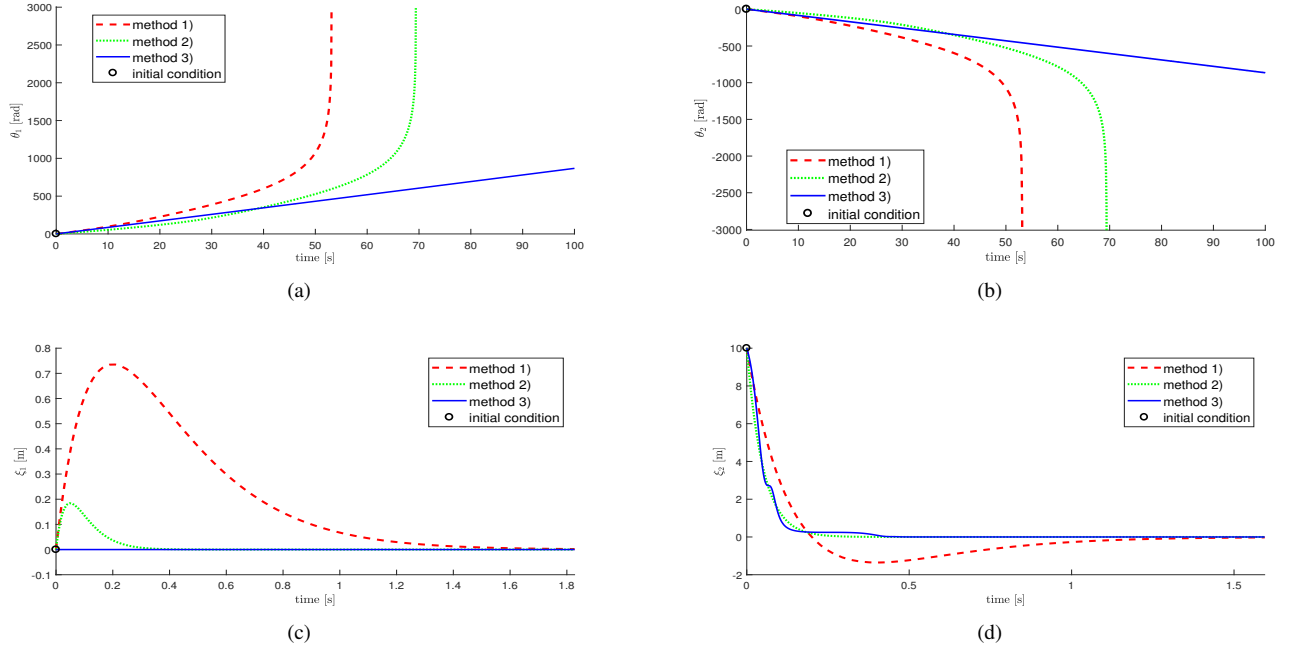 3000
2500
2000
1500
1000
500
0
θ₁ [rad]
method 1)
method 2)
method 3)
initial condition
0 10 20 30 40 50 60 70 80 90 100
time [s]
(a)
0
-500
-1000
-1500
-2000
-2500
-3000
θ₂ [rad]
method 1)
method 2)
method 3)
initial condition
0 10 20 30 40 50 60 70 80 90 100
time [s]
(b)
0.8
0.7
0.6
0.5
0.4
0.3
0.2
0.1
0
-0.1
ξ₁ [m]
method 1)
method 2)
method 3)
initial condition
0 0.2 0.4 0.6 0.8 1 1.2 1.4 1.6 1.8
time [s]
(c)
10
8
6
4
2
0
-2
ξ₂ [m]
method 1)
method 2)
method 3)
initial condition
0 0.5 1 1.5
time [s]
(d)